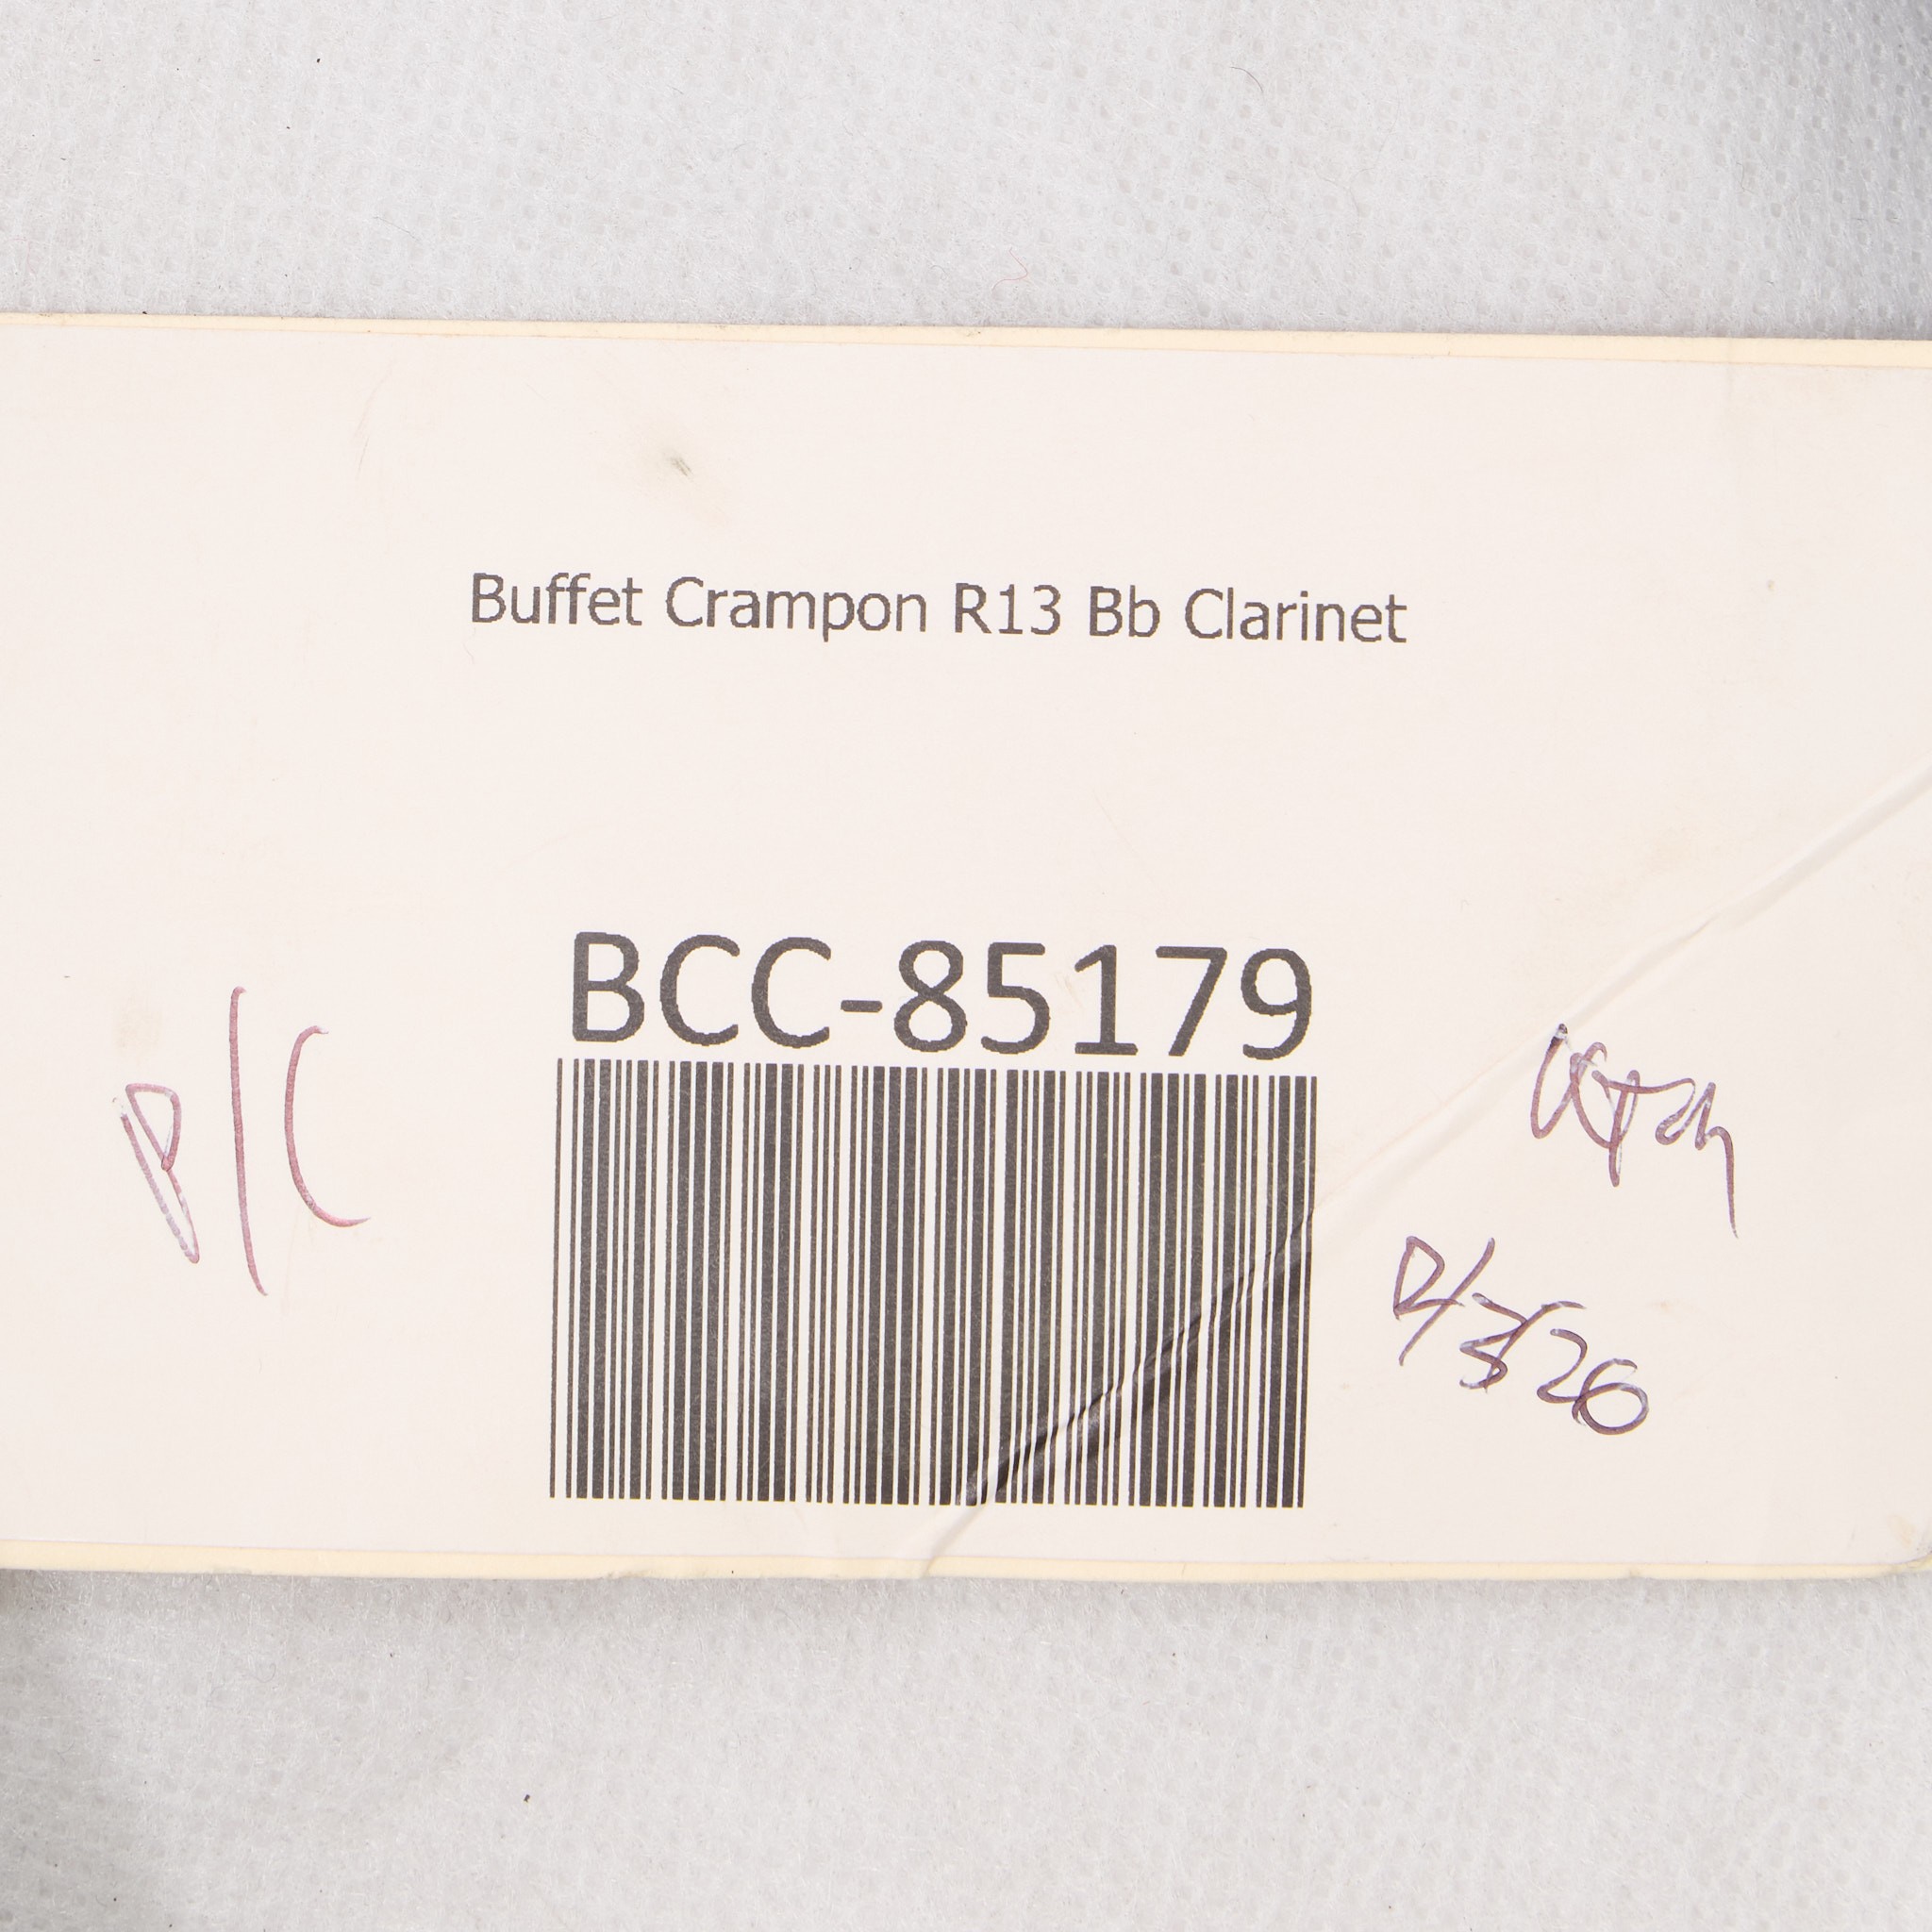 Buffet Crampon R13 Bb Clarinet
BCC-85179
P/C